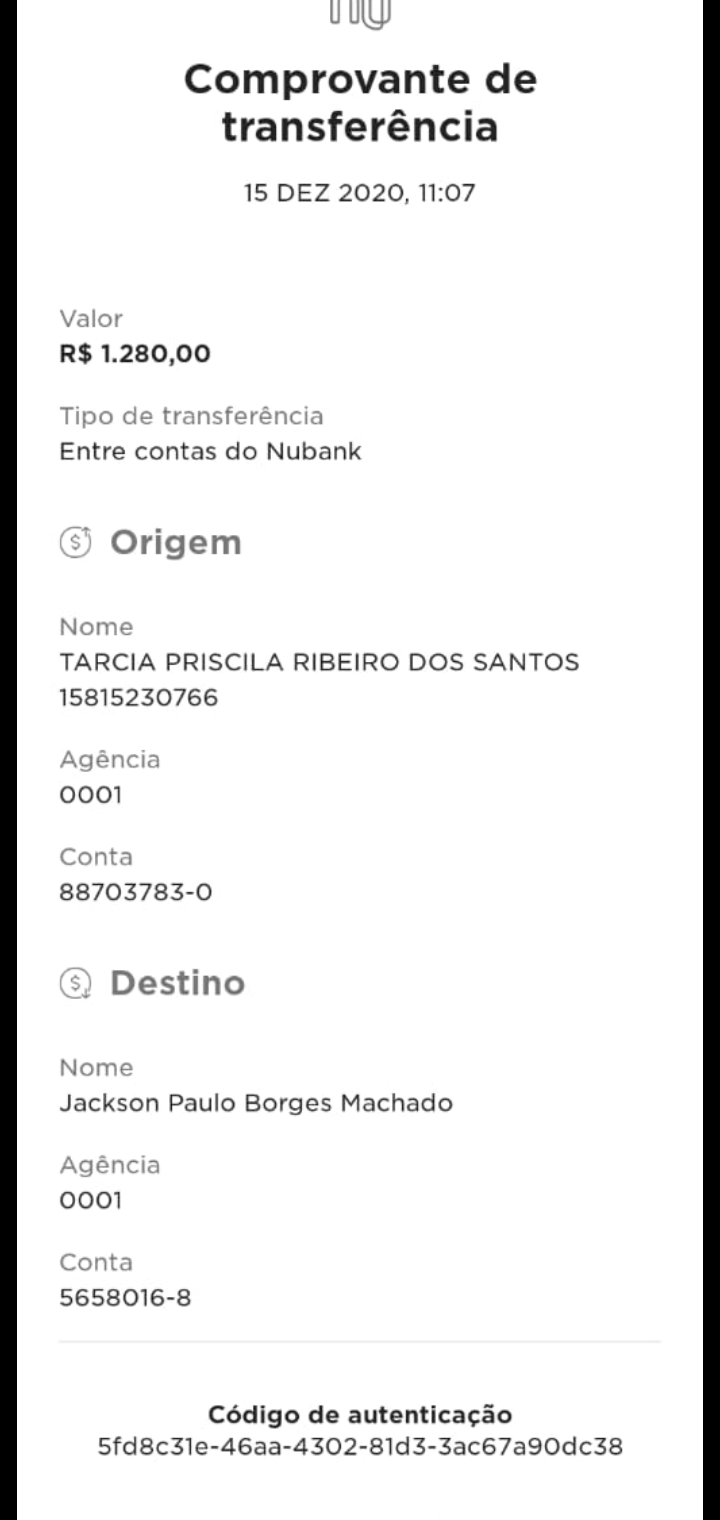 nu
Comprovante de
transferência
15 DEZ 2020, 11:07
Valor
R$ 1.280,00
Tipo de transferência
Entre contas do Nubank
Origem
Nome
TARCIA PRISCILA RIBEIRO DOS SANTOS
15815230766
Agência
0001
Conta
88703783-0
Destino
Nome
Jackson Paulo Borges Machado
Agência
0001
Conta
5658016-8
Código de autenticação
5fd8c31e-46aa-4302-81d3-3ac67a90dc38